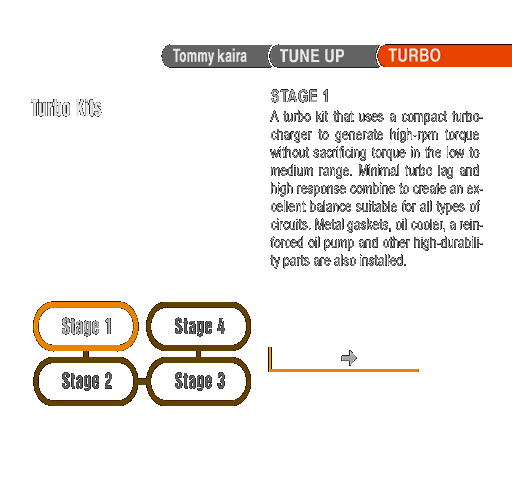 Tommy kaira TUNE UP TURBO
Turbo Kits
STAGE 1
A turbo kit that uses a compact turbo-
charger to generate high-rpm torque
without sacrificing torque in the low to
medium range. Minimal turbo lag and
high response combine to create an ex-
cellent balance suitable for all types of
circuits. Metal gaskets, oil cooler, a rein-
forced oil pump and other high-durabili-
ty parts are also installed.
Stage 1 Stage 4
Stage 2 Stage 3